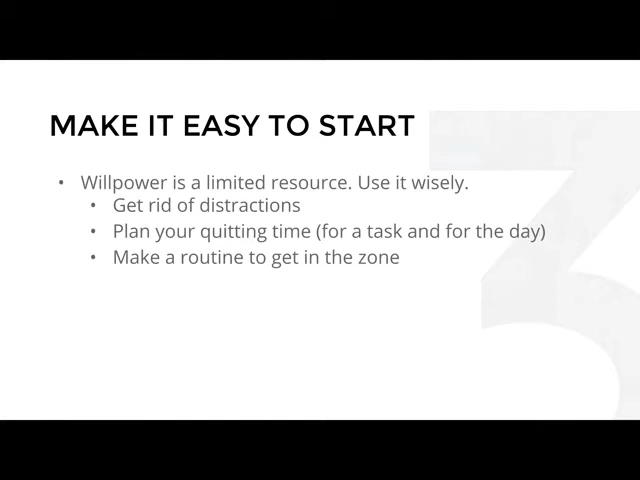 MAKE IT EASY TO START
• Willpower is a limited resource. Use it wisely.
• Get rid of distractions
• Plan your quitting time (for a task and for the day)
• Make a routine to get in the zone
3